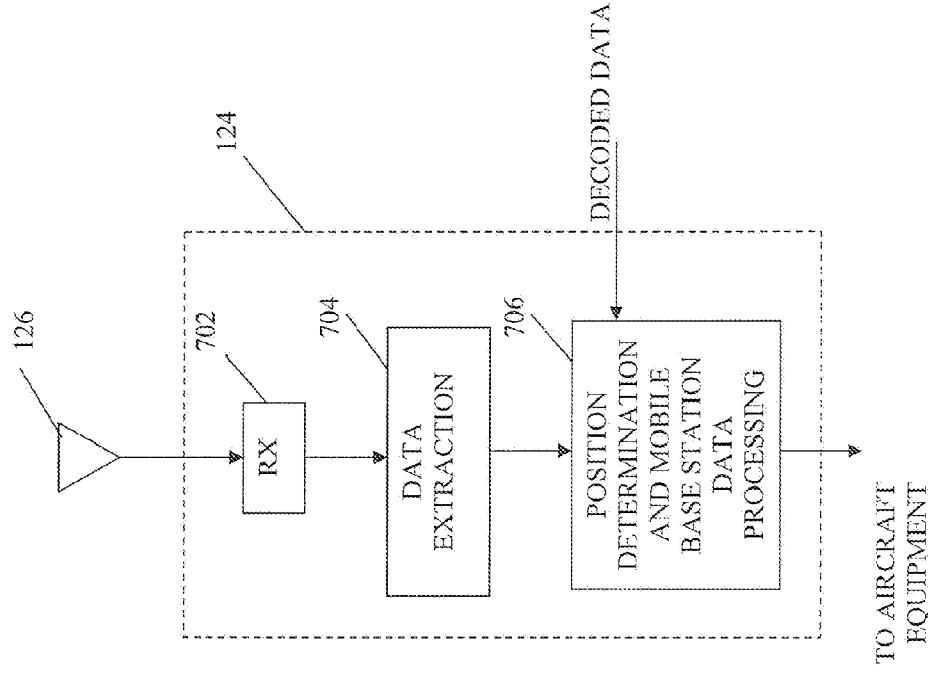 126
702
RX
124
704
DATA
EXTRACTION
706
POSITION
DETERMINATION
AND MOBILE
BASE STATION
DATA
PROCESSING
DECODED DATA
TO AIRCRAFT
EQUIPMENT